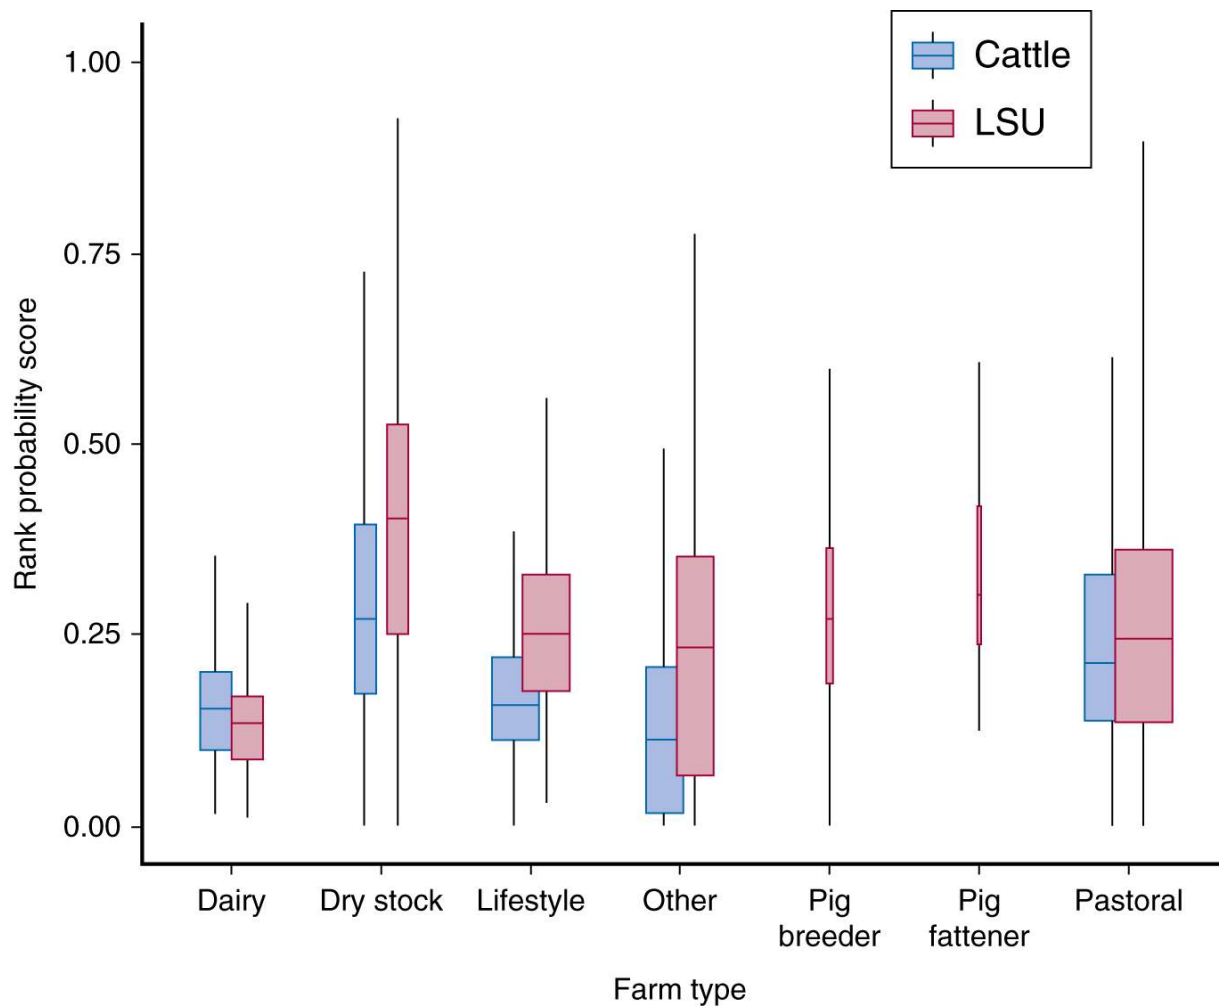 Cattle
LSU
1.00
0.75
0.50
0.25
0.00
Rank probability score
Dairy
Dry stock
Lifestyle
Other
Pig
breeder
Pig
fattener
Pastoral
Farm type